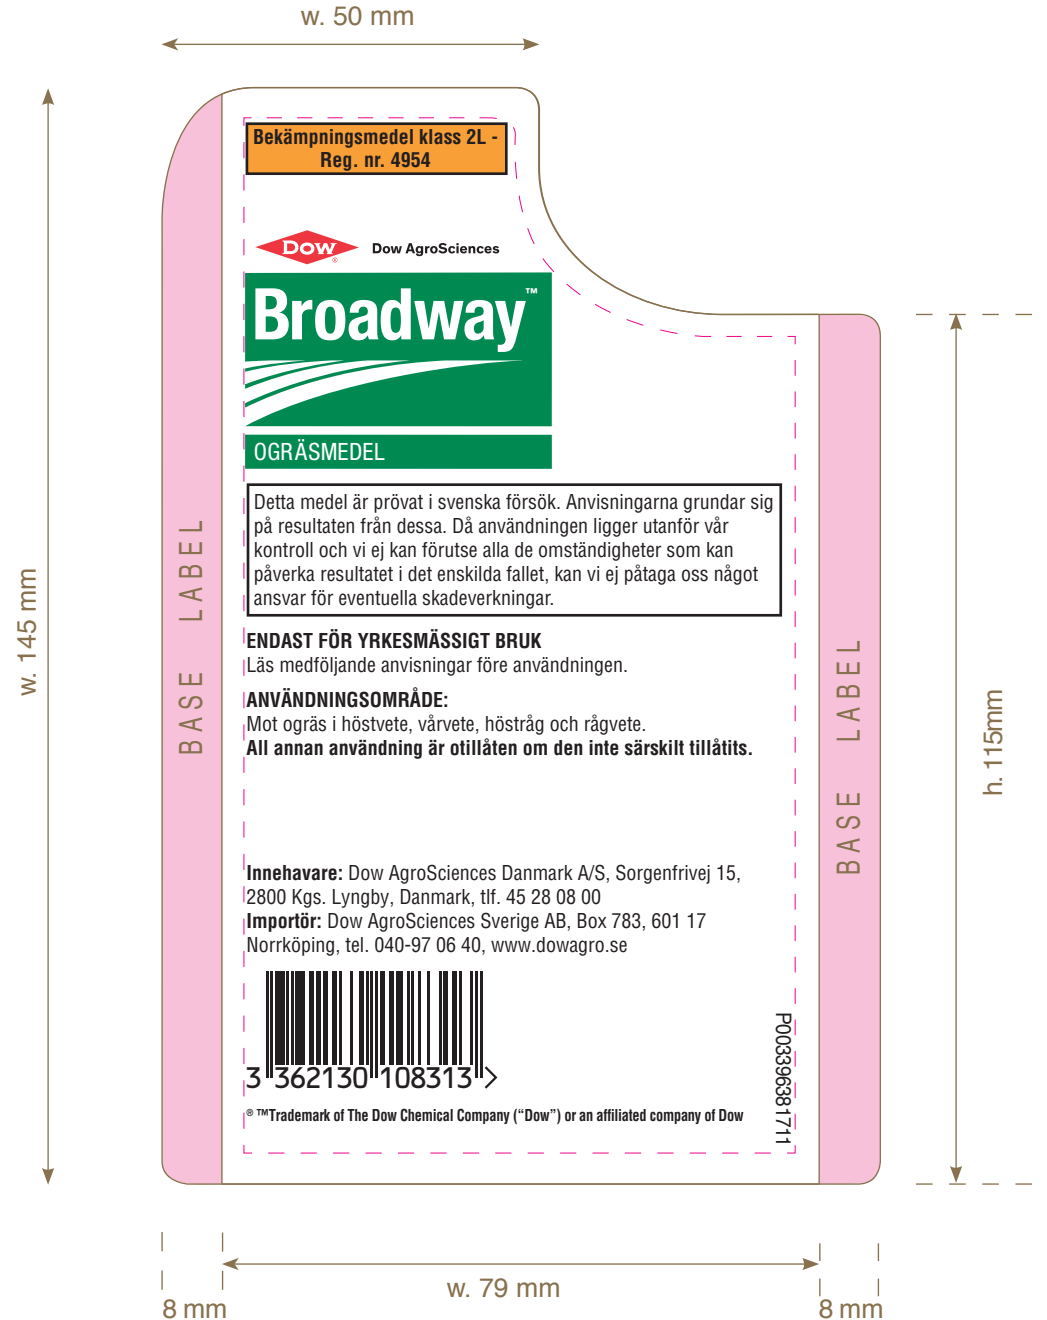 w. 50 mm
Bekämpningsmedel klass 2L -
Reg. nr. 4954
Dow®
Dow AgroSciences
Broadway™
OGRÄSMEDEL
Detta medel är prövat i svenska försök. Anvisningarna grundar sig
på resultaten från dessa. Då användningen ligger utanför vår
kontroll och vi ej kan förutse alla de omständigheter som kan
påverka resultatet i det enskilda fallet, kan vi ej påtaga oss något
ansvar för eventuella skadeverkningar.
ENDAST FÖR YRKESMÄSSIGT BRUK
Läs medföljande anvisningar före användningen.
ANVÄNDNINGSOMRÅDE:
Mot ogräs i höstvete, vårvete, höstråg och rågvete.
All annan användning är otillåten om den inte särskilt tillåtits.
Innehavare: Dow AgroSciences Danmark A/S, Sorgenfrivej 15,
2800 Kgs. Lyngby, Danmark, tlf. 45 28 08 00
Importör: Dow AgroSciences Sverige AB, Box 783, 601 17
Norrköping, tel. 040-97 06 40, www.dowagro.se
3 362130 108313 >
® ™Trademark of The Dow Chemical Company (“Dow”) or an affiliated company of Dow
P003396381711
BASE LABEL
BASE LABEL
w. 145 mm
h. 115mm
8 mm
w. 79 mm
8 mm